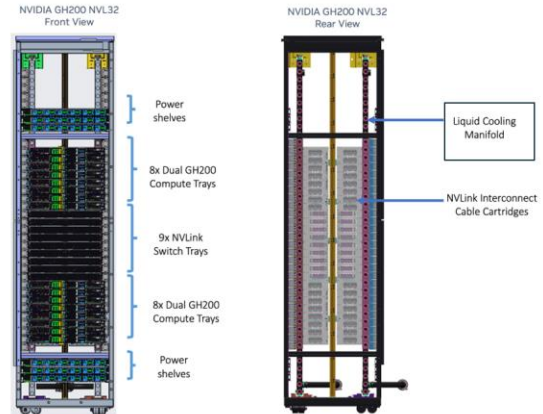 NVIDIA GH200 NVL32
Front View
Power
shelves
8x Dual GH200
Compute Trays
9x NVLink
Switch Trays
8x Dual GH200
Compute Trays
Power
shelves
NVIDIA GH200 NVL32
Rear View
Liquid Cooling
Manifold
NVLink Interconnect
Cable Cartridges